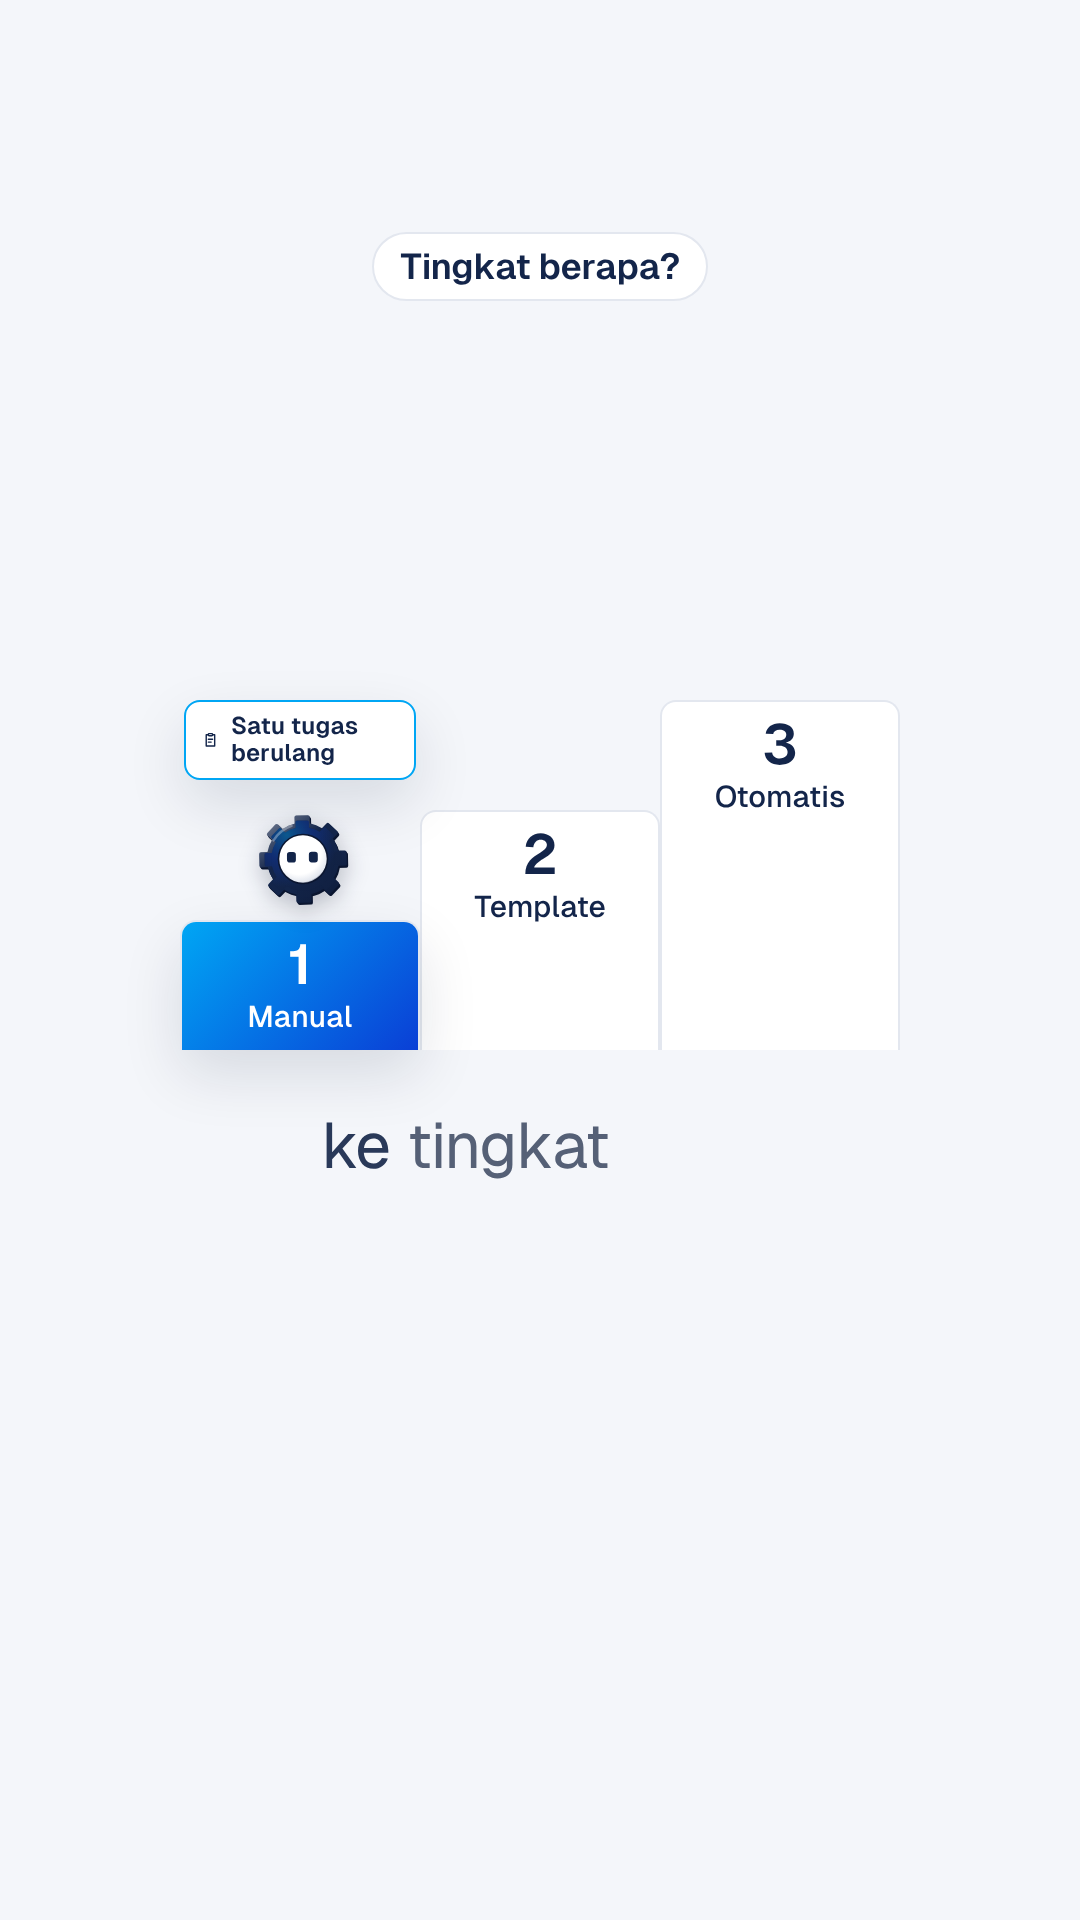 Tingkat berapa?
Satu tugas
berulang
1
Manual
2
Template
3
Otomatis
ke tingkat